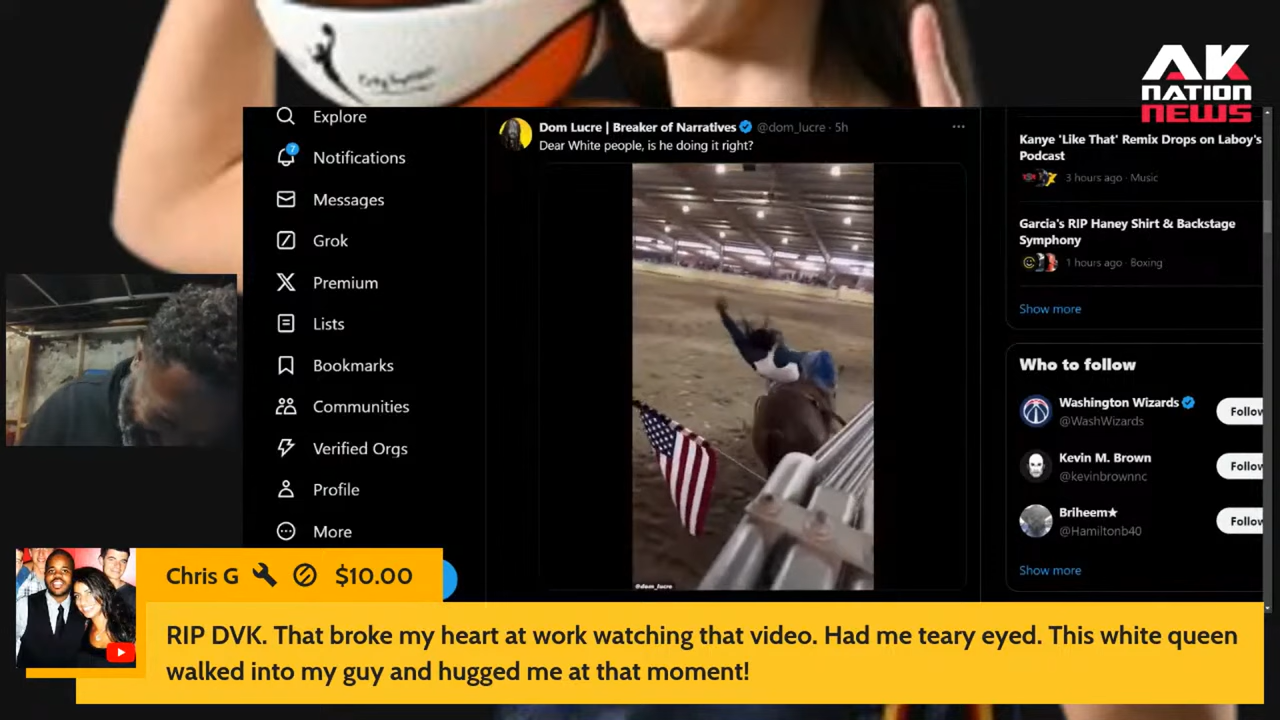 AK
NATION
NEWS
Explore
7
Notifications
Messages
Grok
Premium
Lists
Bookmarks
Communities
Verified Orgs
Profile
More
Dom Lucre | Breaker of Narratives @dom_lucre · 5h
Dear White people, is he doing it right?
@dom_lucre
Kanye 'Like That' Remix Drops on Laboy's
Podcast
3 hours ago · Music
Garcia's RIP Haney Shirt & Backstage
Symphony
1 hours ago · Boxing
Show more
Who to follow
Washington Wizards
@WashWizards
Follow
Kevin M. Brown
@kevinbrownnc
Follow
Briheem★
@Hamiltonb40
Follow
Show more
Chris G $10.00
RIP DVK. That broke my heart at work watching that video. Had me teary eyed. This white queen
walked into my guy and hugged me at that moment!